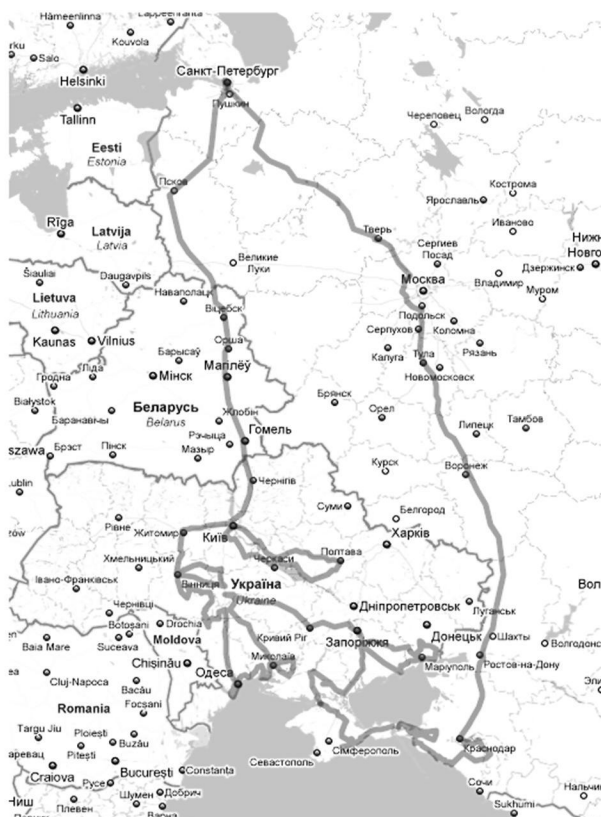 Hämeenlinna
Lappeenranta
Kouvola
Salo
Helsinki
Санкт-Петербург
Пушкин
Tallinn
Череповец
Вологда
Eesti
Estonia
Псков
Кострома
Ярославль
Rīga
Latvija
Latvia
Иваново
Тверь
Сергиев
Посад
Великие
Луки
Дзержинск
Владимир
Šiauliai
Daugavpils
Москва
Муром
Наваполацк
Lietuva
Lithuania
Віцебск
Подольск
Серпухов
Коломна
Kaunas
Vilnius
Орша
Калуга
Рязань
Барысаў
Тула
Новомосковск
Гродна
Ліда
Мінск
Магілёў
Białystok
Баранавічы
Беларусь
Belarus
Жлобін
Брянск
Орел
Липецк
Тамбов
Рэчыца
Гомель
Брэст
Пінск
Мазыр
Курск
Воронеж
Чернігів
Суми
Белгород
Рівне
Житомир
Київ
Харків
Полтава
Черкаси
Хмельницький
Вінниця
Україна
Ukraine
Івано-Франківськ
Дніпропетровськ
Луганськ
Чернівці
Drochia
Кривий Ріг
Запоріжжя
Донецьк
Шахты
Botoșani
Suceava
Moldova
Baia Mare
Миколаїв
Маріуполь
Ростов-на-Дону
Chișinău
Одеса
Cluj-Napoca
Bacău
Focșani
Romania
Targu Jiu
Ploiești
Buzău
Pitești
Краснодар
Сімферополь
Севастополь
Craiova
București
Constanța
Русе
Сочи
Добрич
Шумен
Плевен
Варна
Sukhumi